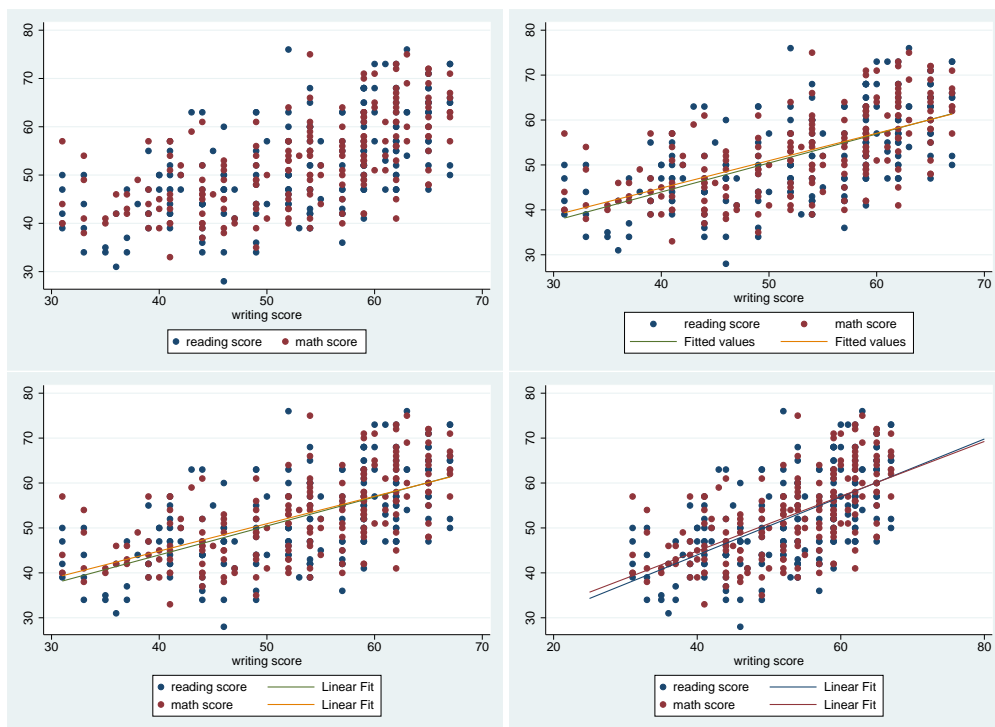 80
70
60
50
40
30
30 40 50 60 70
writing score
reading score math score
80
70
60
50
40
30
30 40 50 60 70
writing score
reading score math score
Fitted values Fitted values
80
70
60
50
40
30
30 40 50 60 70
writing score
reading score Linear Fit
math score Linear Fit
80
70
60
50
40
30
20 40 60 80
writing score
reading score Linear Fit
math score Linear Fit